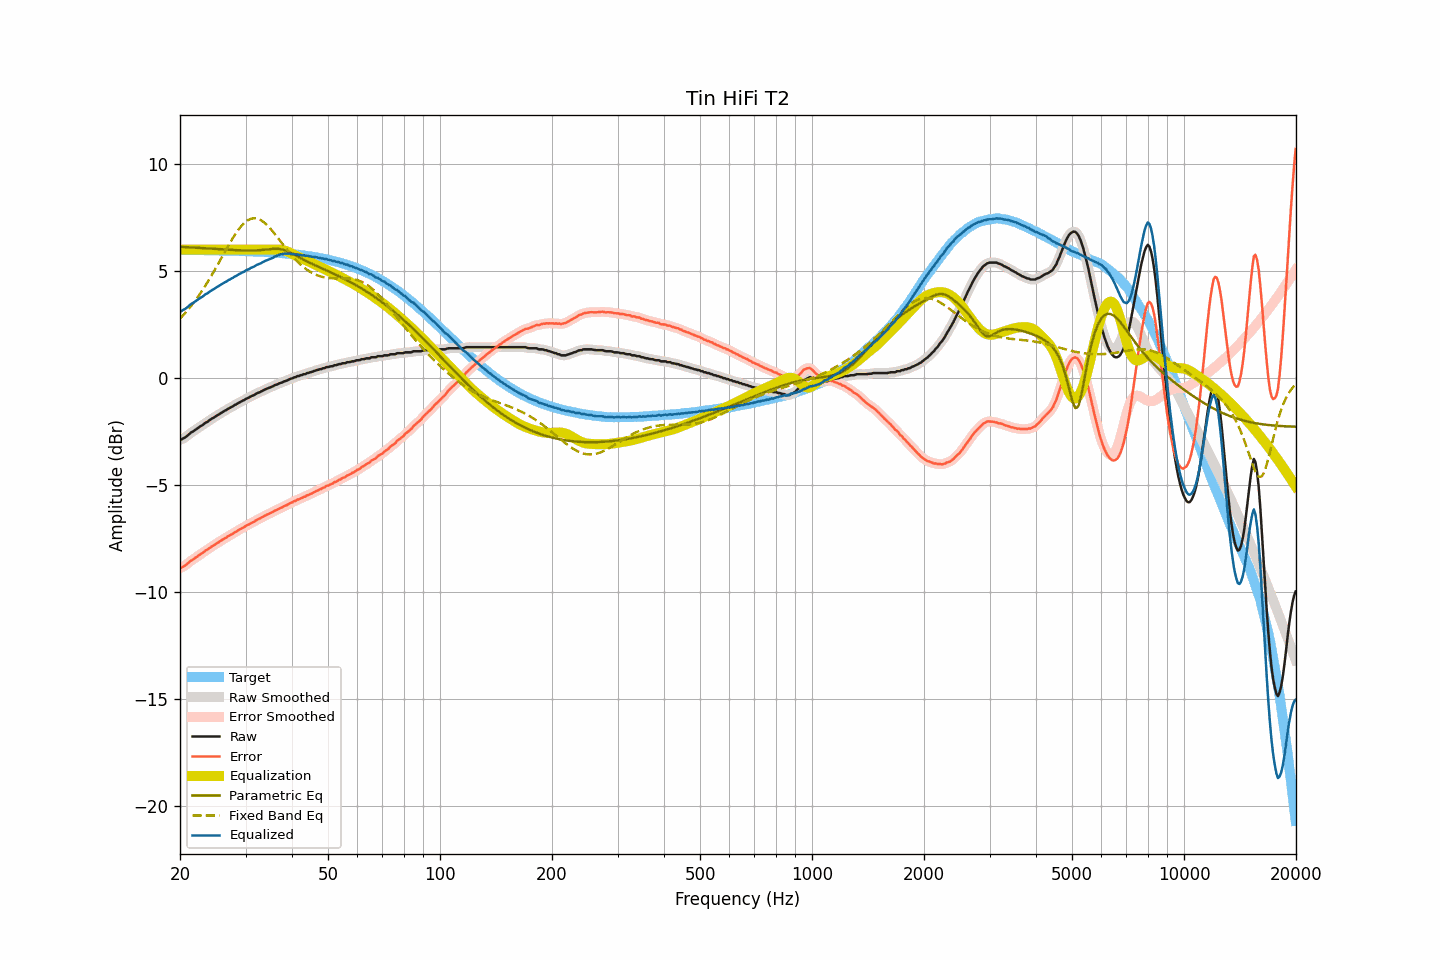 Tin HiFi T2
10
5
0
−5
−10
−15
−20
Amplitude (dBr)
Target
Raw Smoothed
Error Smoothed
Raw
Error
Equalization
Parametric Eq
Fixed Band Eq
Equalized
20 50 100 200 500 1000 2000 5000 10000 20000
Frequency (Hz)